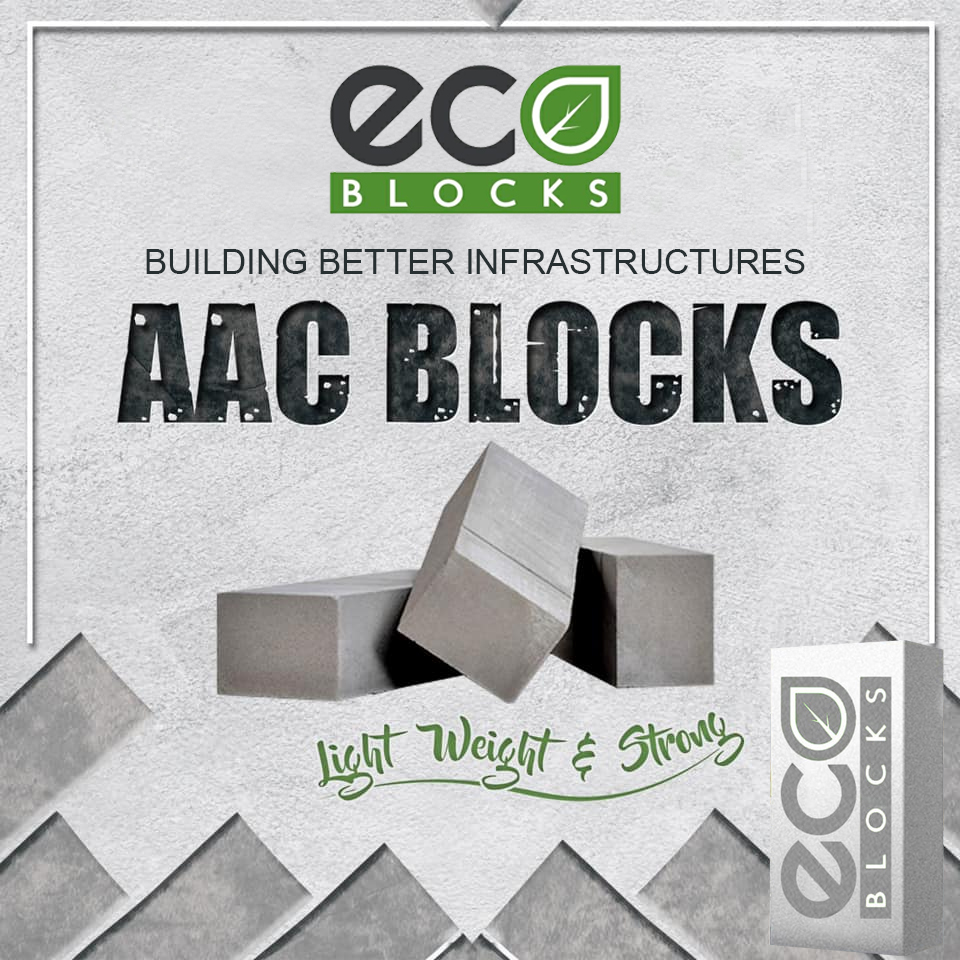 eco
BLOCKS
BUILDING BETTER INFRASTRUCTURES
AAC BLOCKS
Light Weight & Strong
eco
BLOCKS